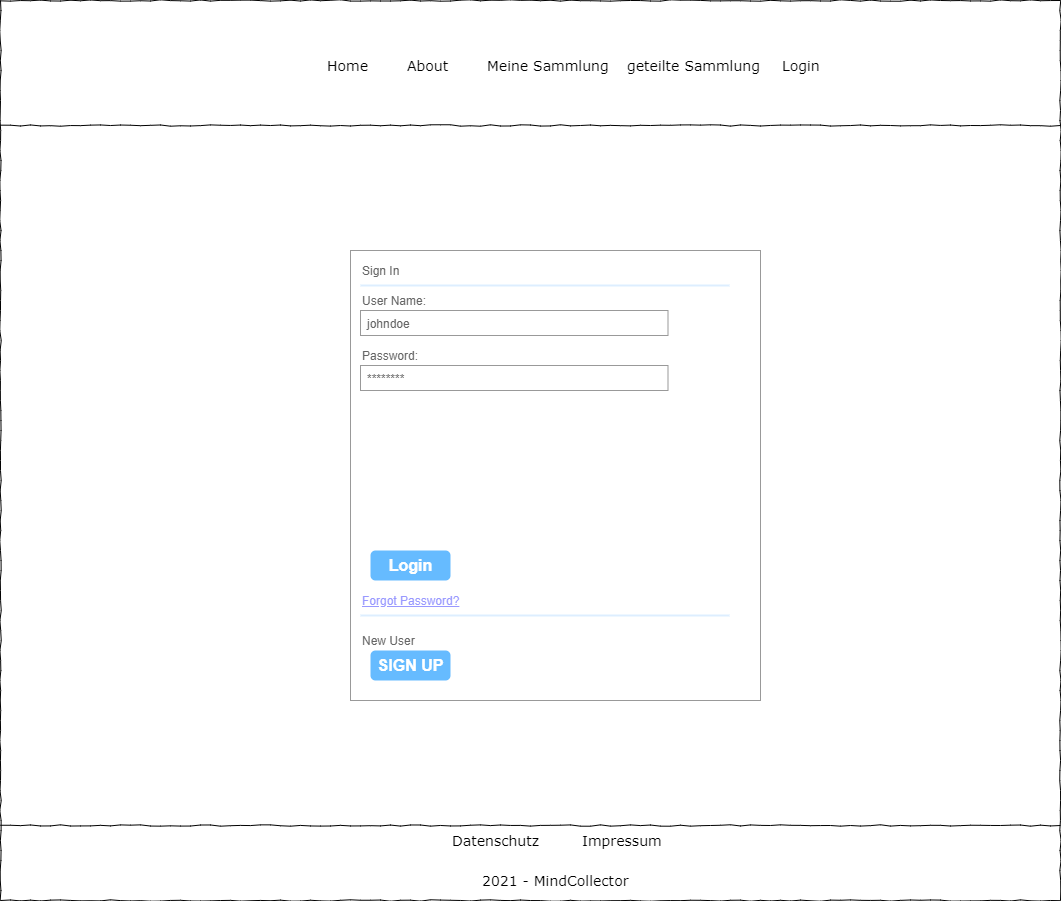 Home About Meine Sammlung geteilte Sammlung Login
Sign In
User Name:
johndoe
Password:
********
Login
Forgot Password?
New User
SIGN UP
Datenschutz Impressum
2021 - MindCollector